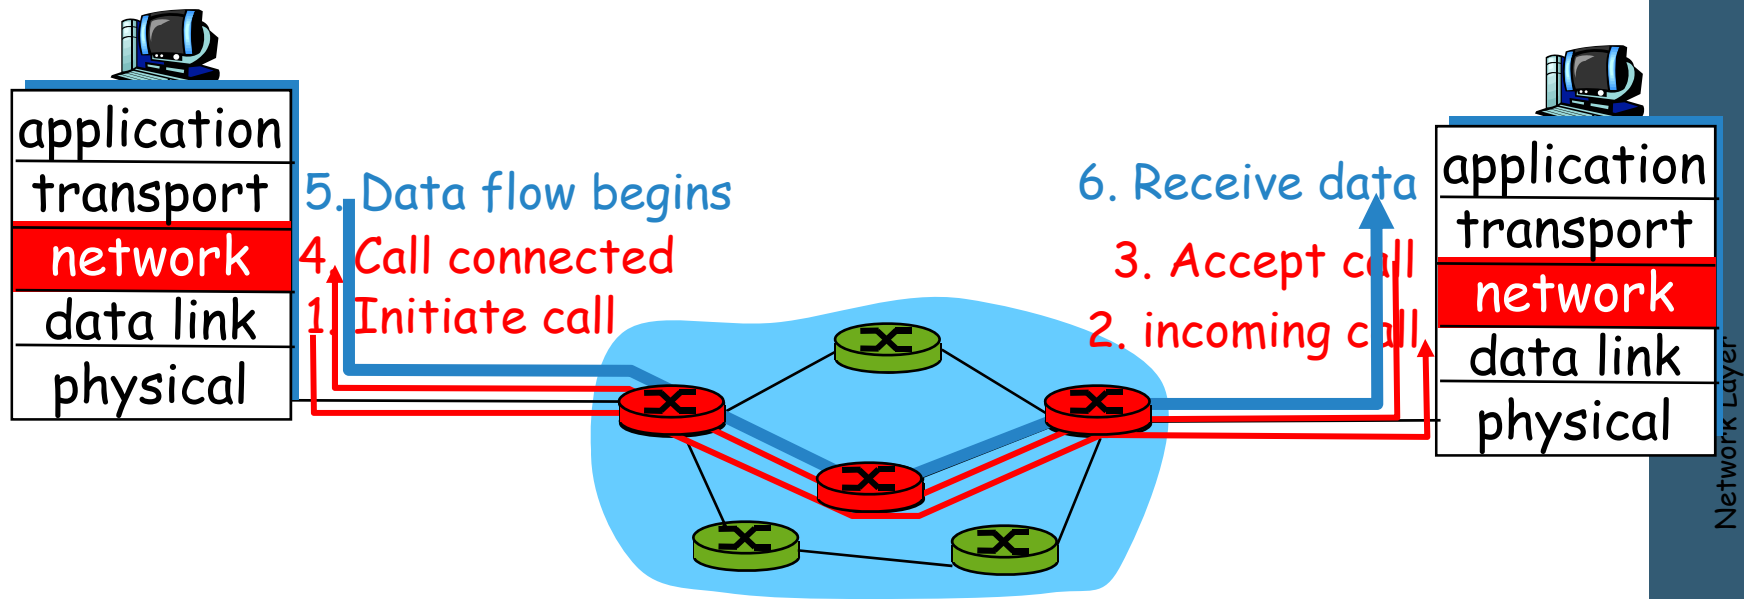 application
transport
network
data link
physical
5. Data flow begins
4. Call connected
1. Initiate call
6. Receive data
3. Accept call
2. incoming call
application
transport
network
data link
physical
Network Layer